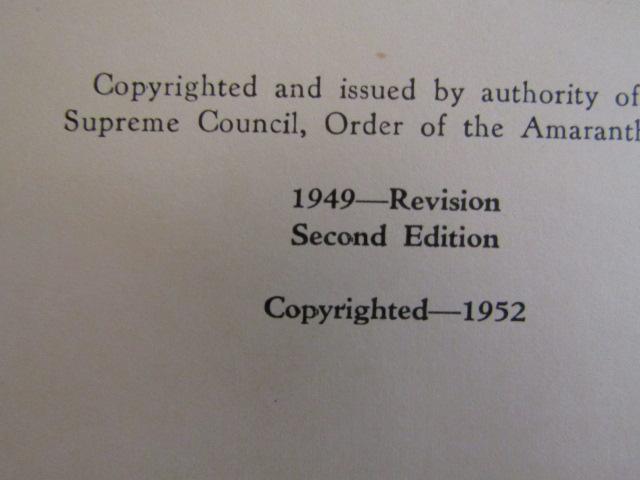 Copyrighted and issued by authority of
Supreme Council, Order of the Amaranth
1949—Revision
Second Edition
Copyrighted—1952